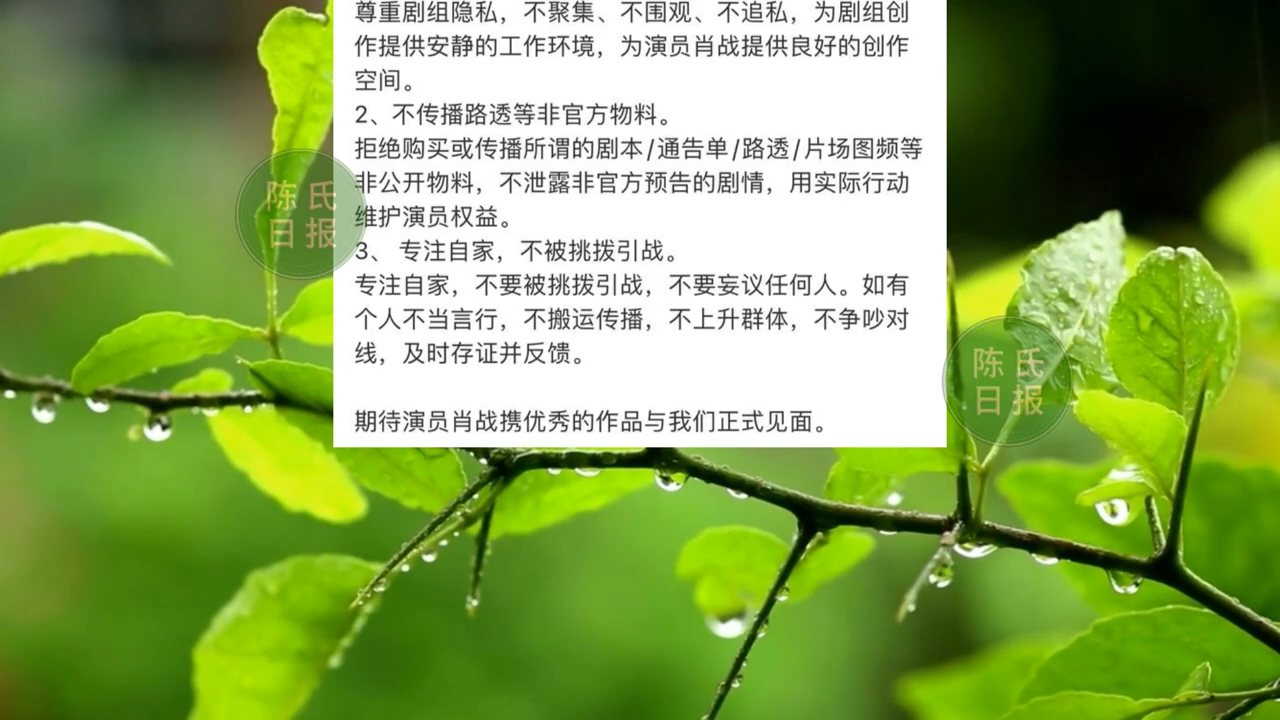 尊重剧组隐私，不聚集、不围观、不追私，为剧组创
作提供安静的工作环境，为演员肖战提供良好的创作
空间。
2、不传播路透等非官方物料。
拒绝购买或传播所谓的剧本/通告单/路透/片场图频等
非公开物料，不泄露非官方预告的剧情，用实际行动
维护演员权益。
3、 专注自家，不被挑拨引战。
专注自家，不要被挑拨引战，不要妄议任何人。如有
个人不当言行，不搬运传播，不上升群体，不争吵对
线，及时存证并反馈。
期待演员肖战携优秀的作品与我们正式见面。
陈氏
日报
陈氏
日报